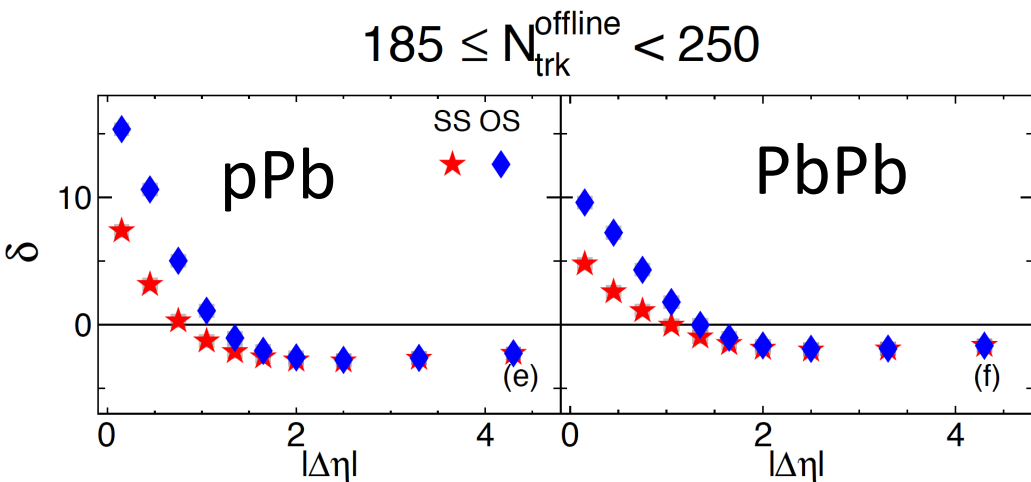 185 ≤ N_trk^offline < 250
SS OS
pPb
PbPb
10
0
δ
(e)
(f)
0 2 4
0 2 4
|Δη|
|Δη|